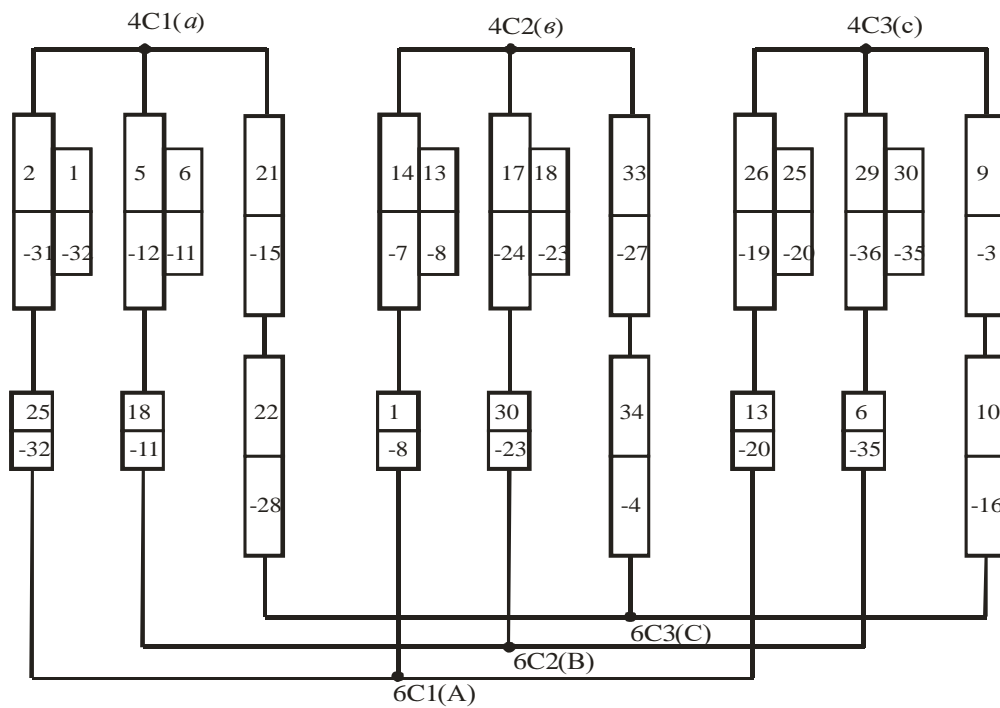 4C1(a) 4C2(в) 4C3(c)
2 1 5 6 21 14 13 17 18 33 26 25 29 30 9
-31 -32 -12 -11 -15 -7 -8 -24 -23 -27 -19 -20 -36 -35 -3
25 18 22 1 30 34 13 6 10
-32 -11 -8 -23 -20 -35
-28 -4 -16
6C3(C)
6C2(B)
6C1(A)